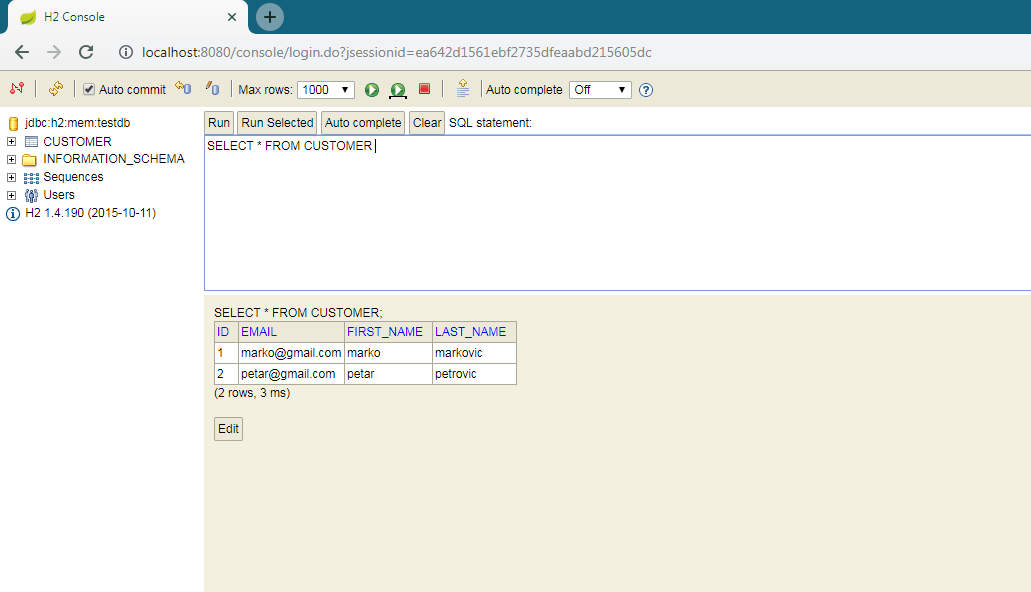 H2 Console
localhost:8080/console/login.do?jsessionid=ea642d1561ebf2735dfeaabd215605dc
Auto commit Max rows: 1000 Auto complete Off
jdbc:h2:mem:testdb
CUSTOMER
INFORMATION_SCHEMA
Sequences
Users
H2 1.4.190 (2015-10-11)
Run Run Selected Auto complete Clear SQL statement:
SELECT * FROM CUSTOMER
SELECT * FROM CUSTOMER;
ID EMAIL FIRST_NAME LAST_NAME
1 marko@gmail.com marko markovic
2 petar@gmail.com petar petrovic
(2 rows, 3 ms)
Edit